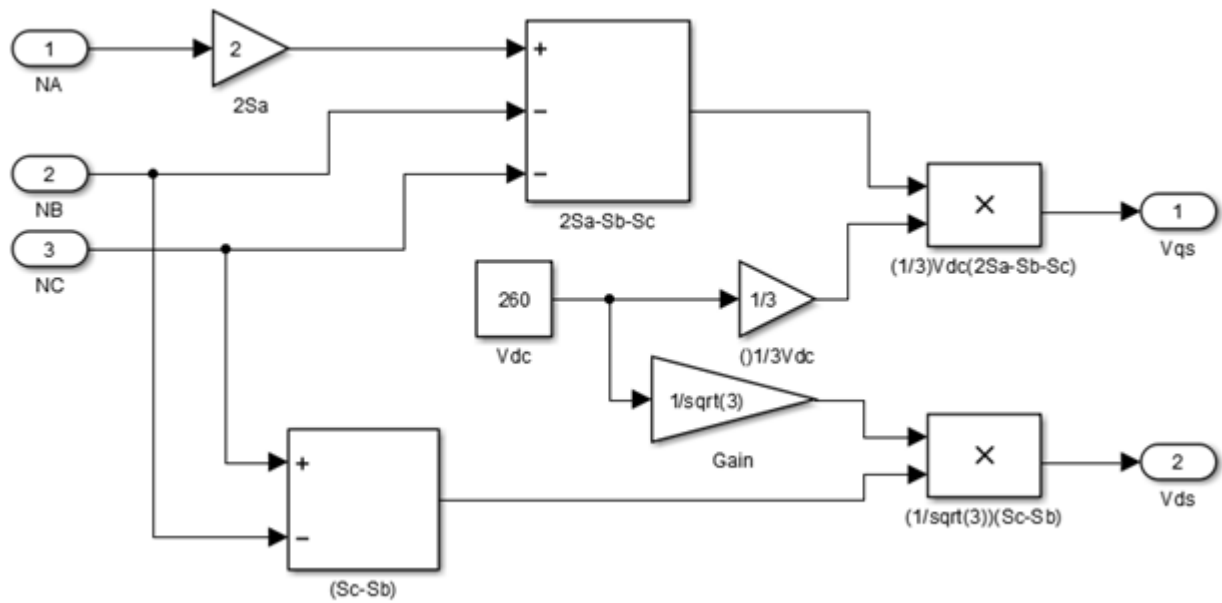 1
NA
2
2Sa
+
−
−
2Sa-Sb-Sc
2
NB
3
NC
×
(1/3)Vdc(2Sa-Sb-Sc)
1
Vqs
260
Vdc
1/3
()1/3Vdc
1/sqrt(3)
Gain
+
−
(Sc-Sb)
×
(1/sqrt(3))(Sc-Sb)
2
Vds